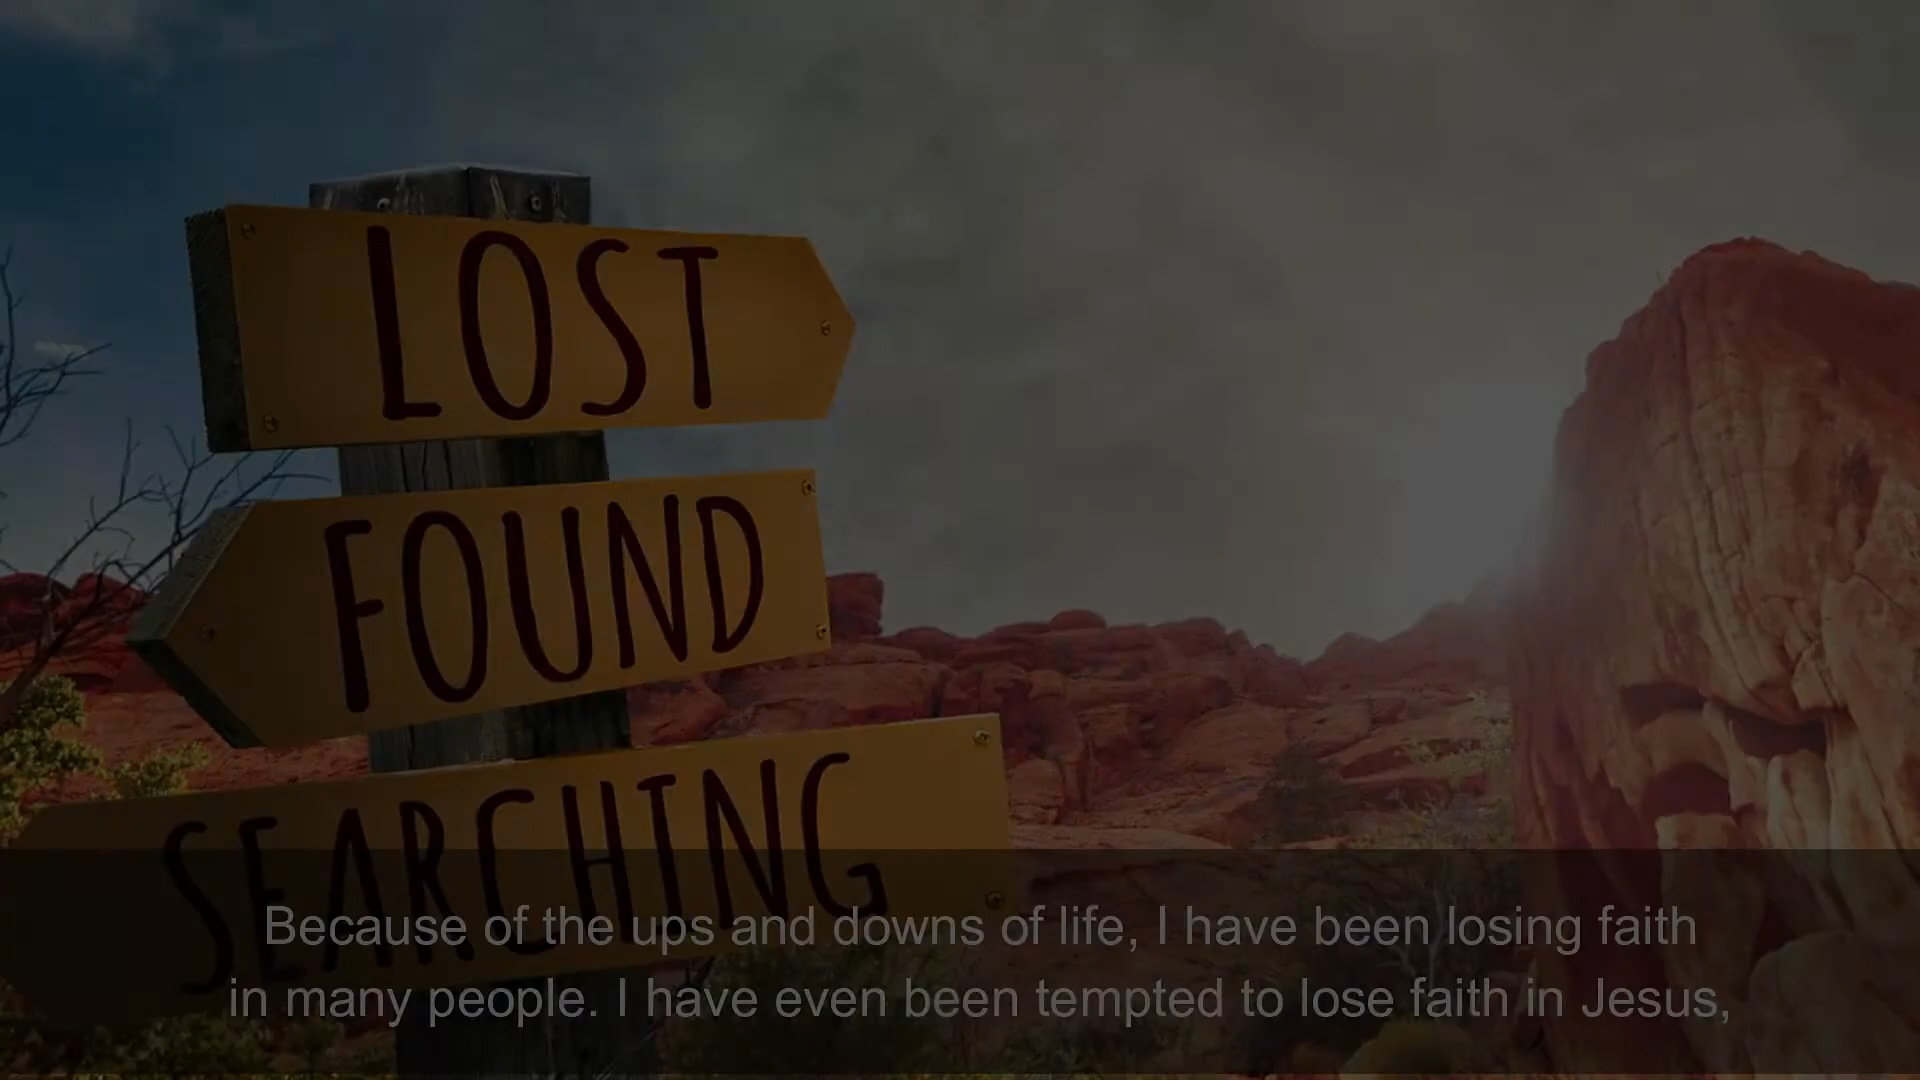 LOST
FOUND
SEARCHING
Because of the ups and downs of life, I have been losing faith
in many people. I have even been tempted to lose faith in Jesus,